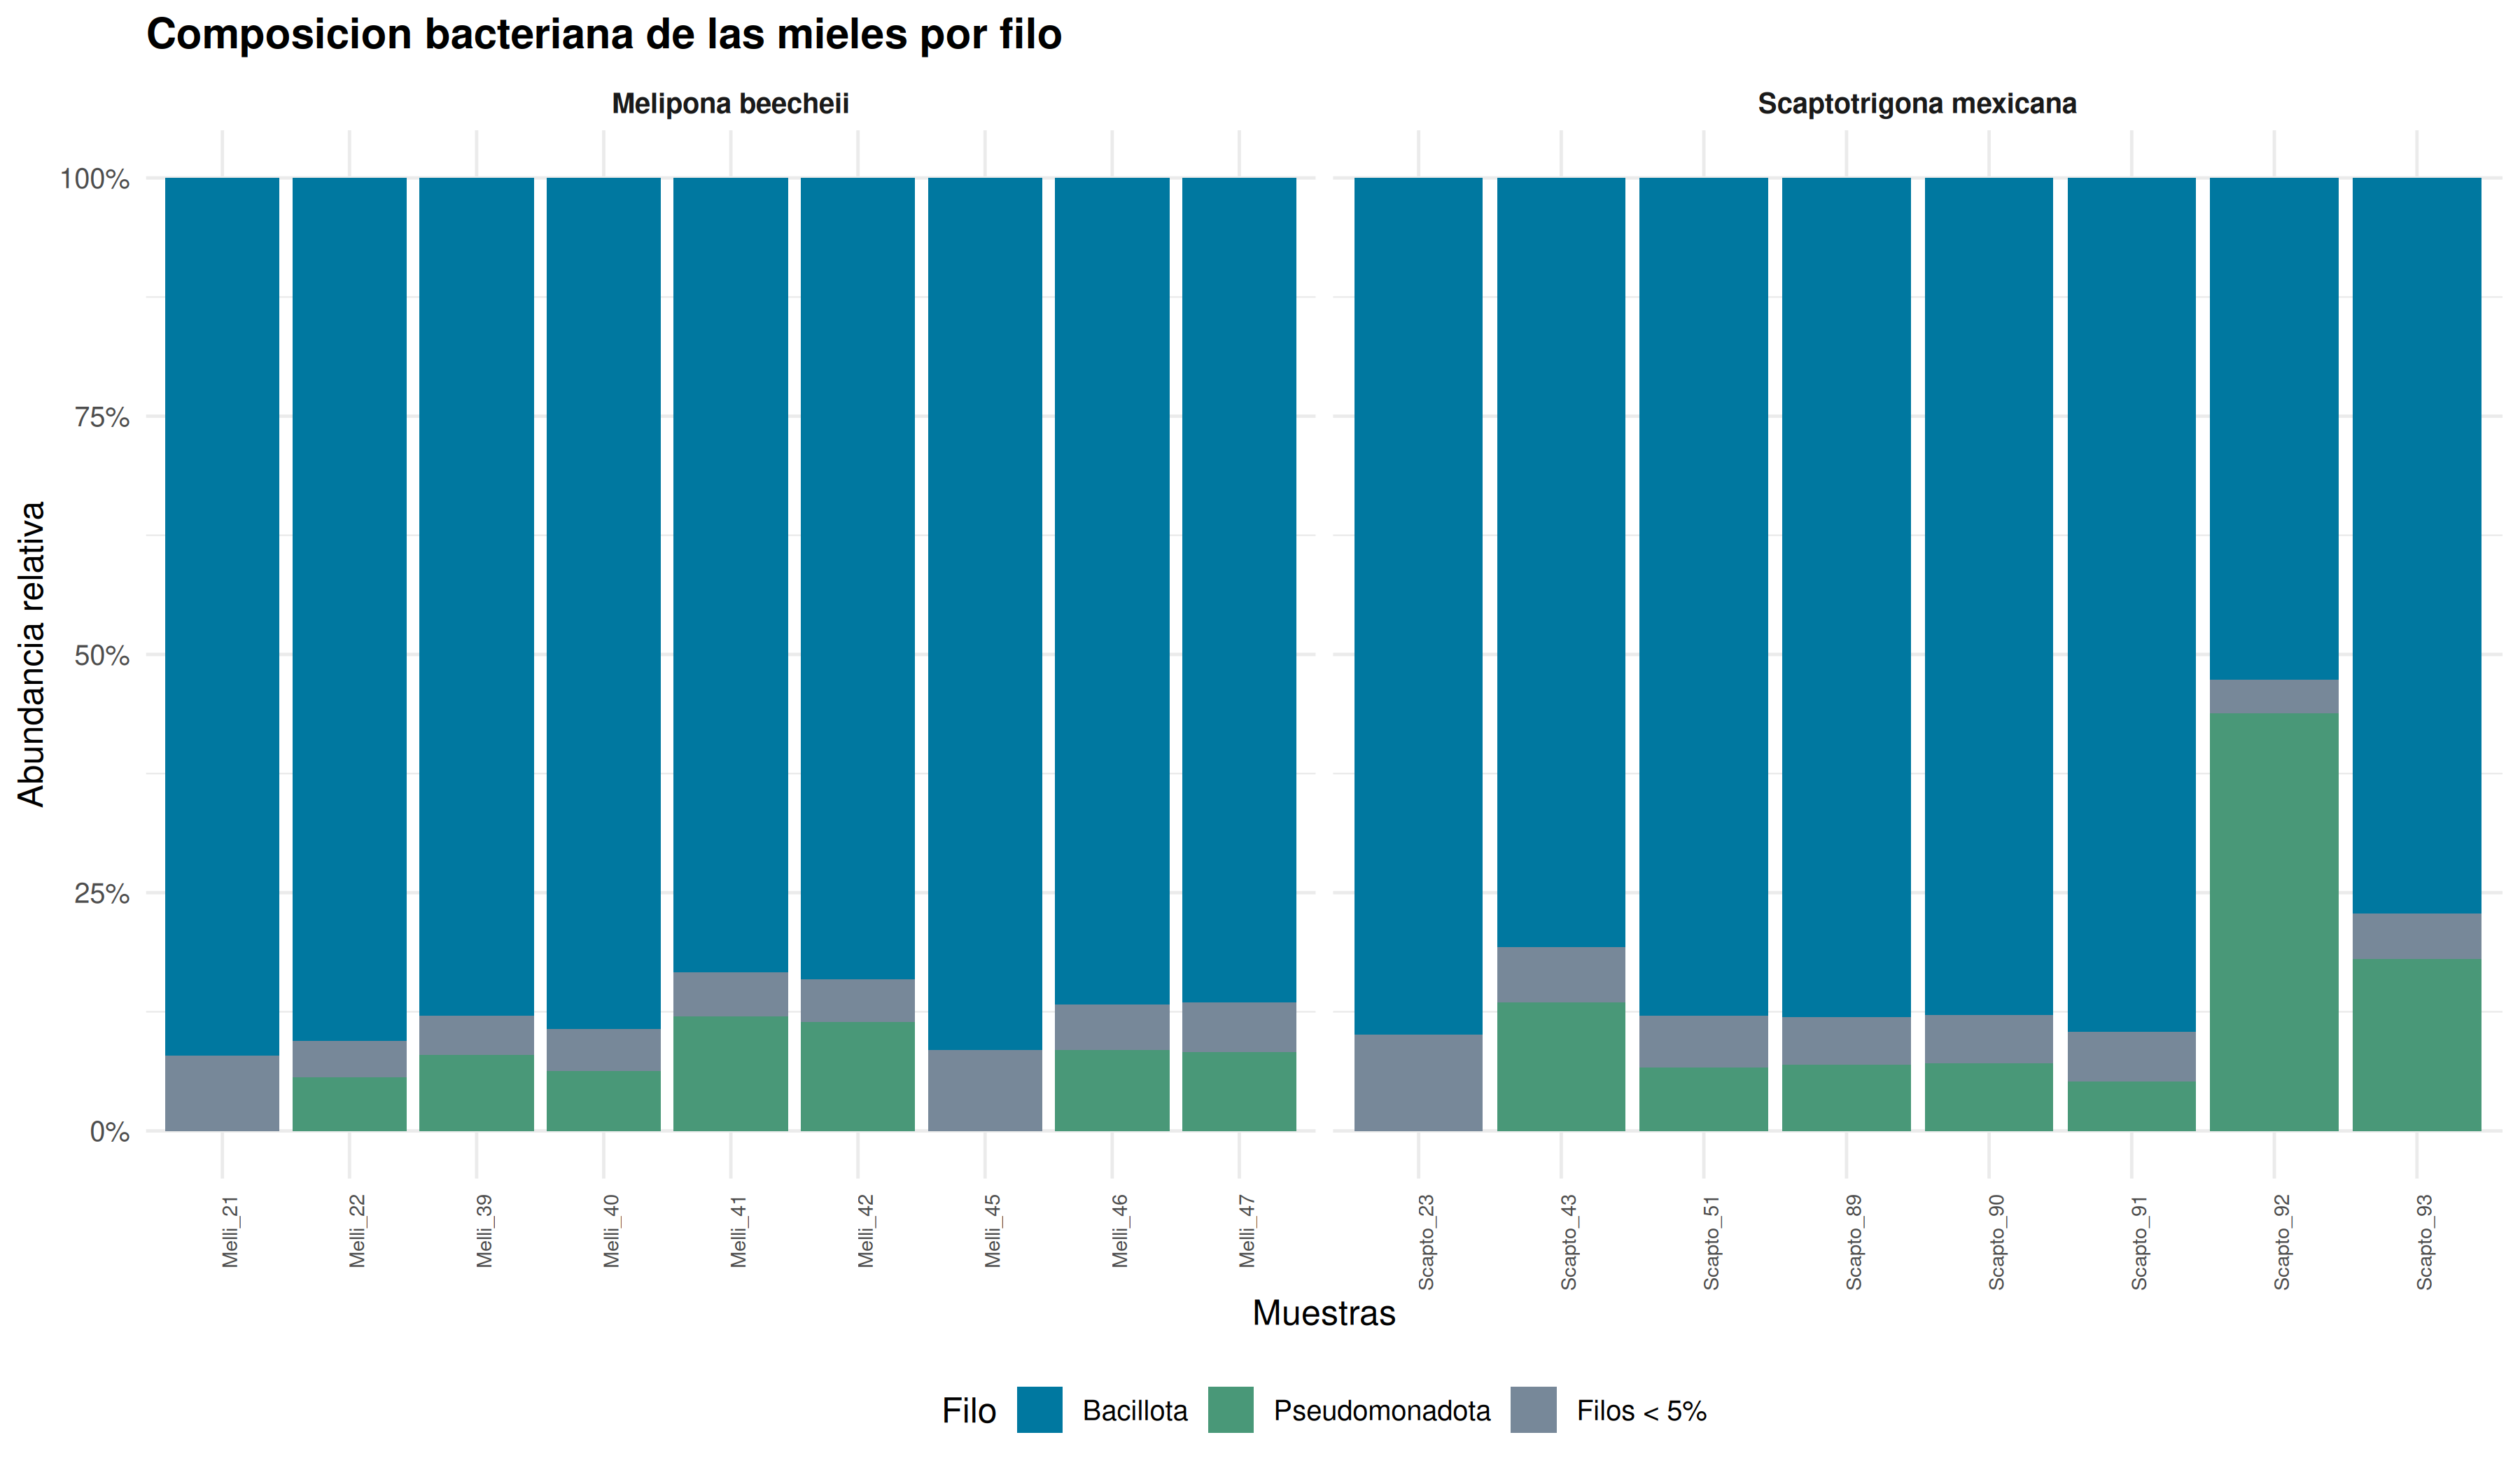 Composicion bacteriana de las mieles por filo
Melipona beecheii
Scaptotrigona mexicana
Abundancia relativa
100%
75%
50%
25%
0%
Melli_21
Melli_22
Melli_39
Melli_40
Melli_41
Melli_42
Melli_45
Melli_46
Melli_47
Scapto_23
Scapto_43
Scapto_51
Scapto_89
Scapto_90
Scapto_91
Scapto_92
Scapto_93
Muestras
Filo Bacillota Pseudomonadota Filos < 5%